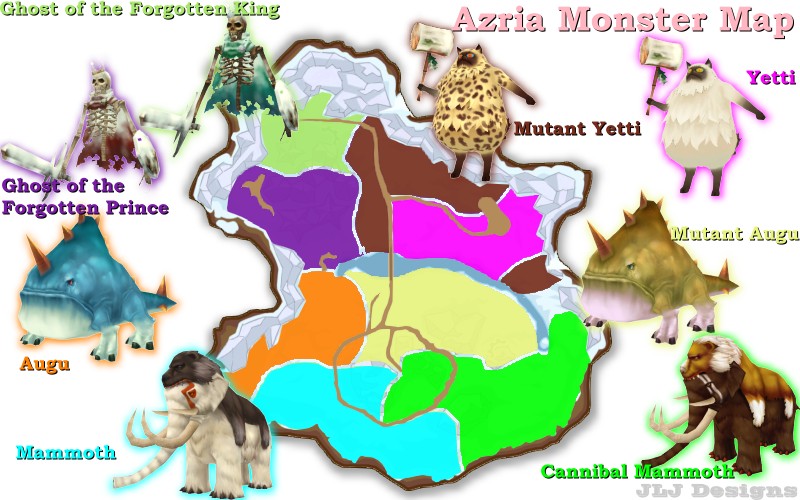 Ghost of the Forgotten King
Azria Monster Map
Yetti
Mutant Yetti
Ghost of the
Forgotten Prince
Mutant Augu
Augu
Mammoth
Cannibal Mammoth
JLJ Designs